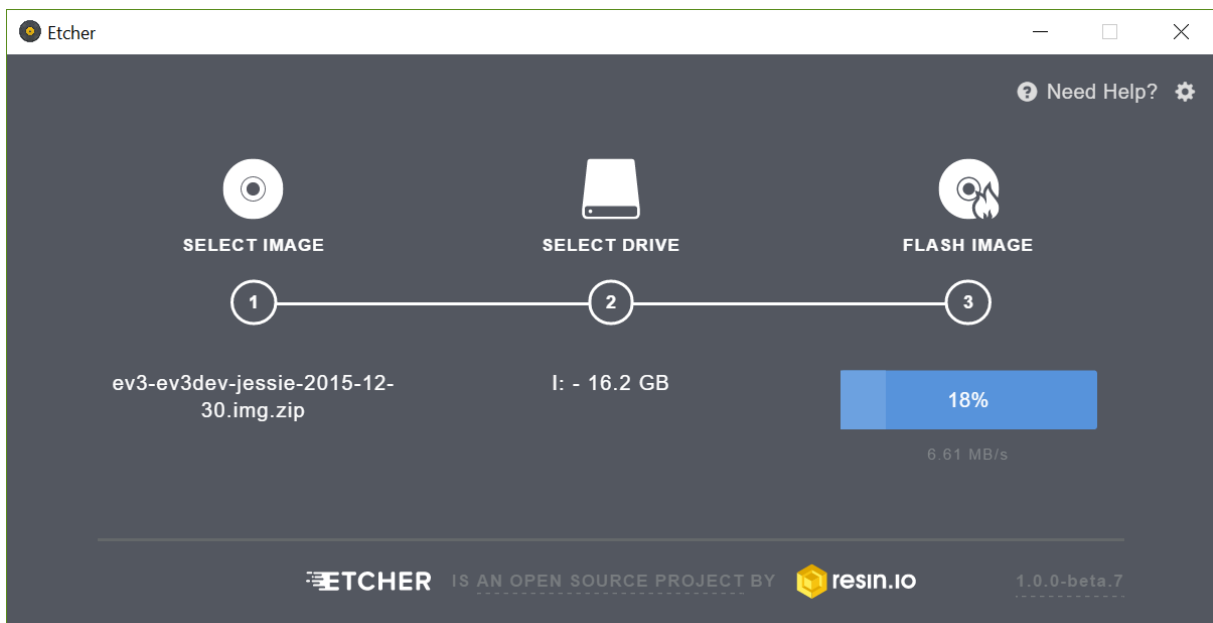 Etcher
Need Help?
SELECT IMAGE
SELECT DRIVE
FLASH IMAGE
1
2
3
ev3-ev3dev-jessie-2015-12-
30.img.zip
I: - 16.2 GB
18%
6.61 MB/s
ETCHER IS AN OPEN SOURCE PROJECT BY resin.io 1.0.0-beta.7